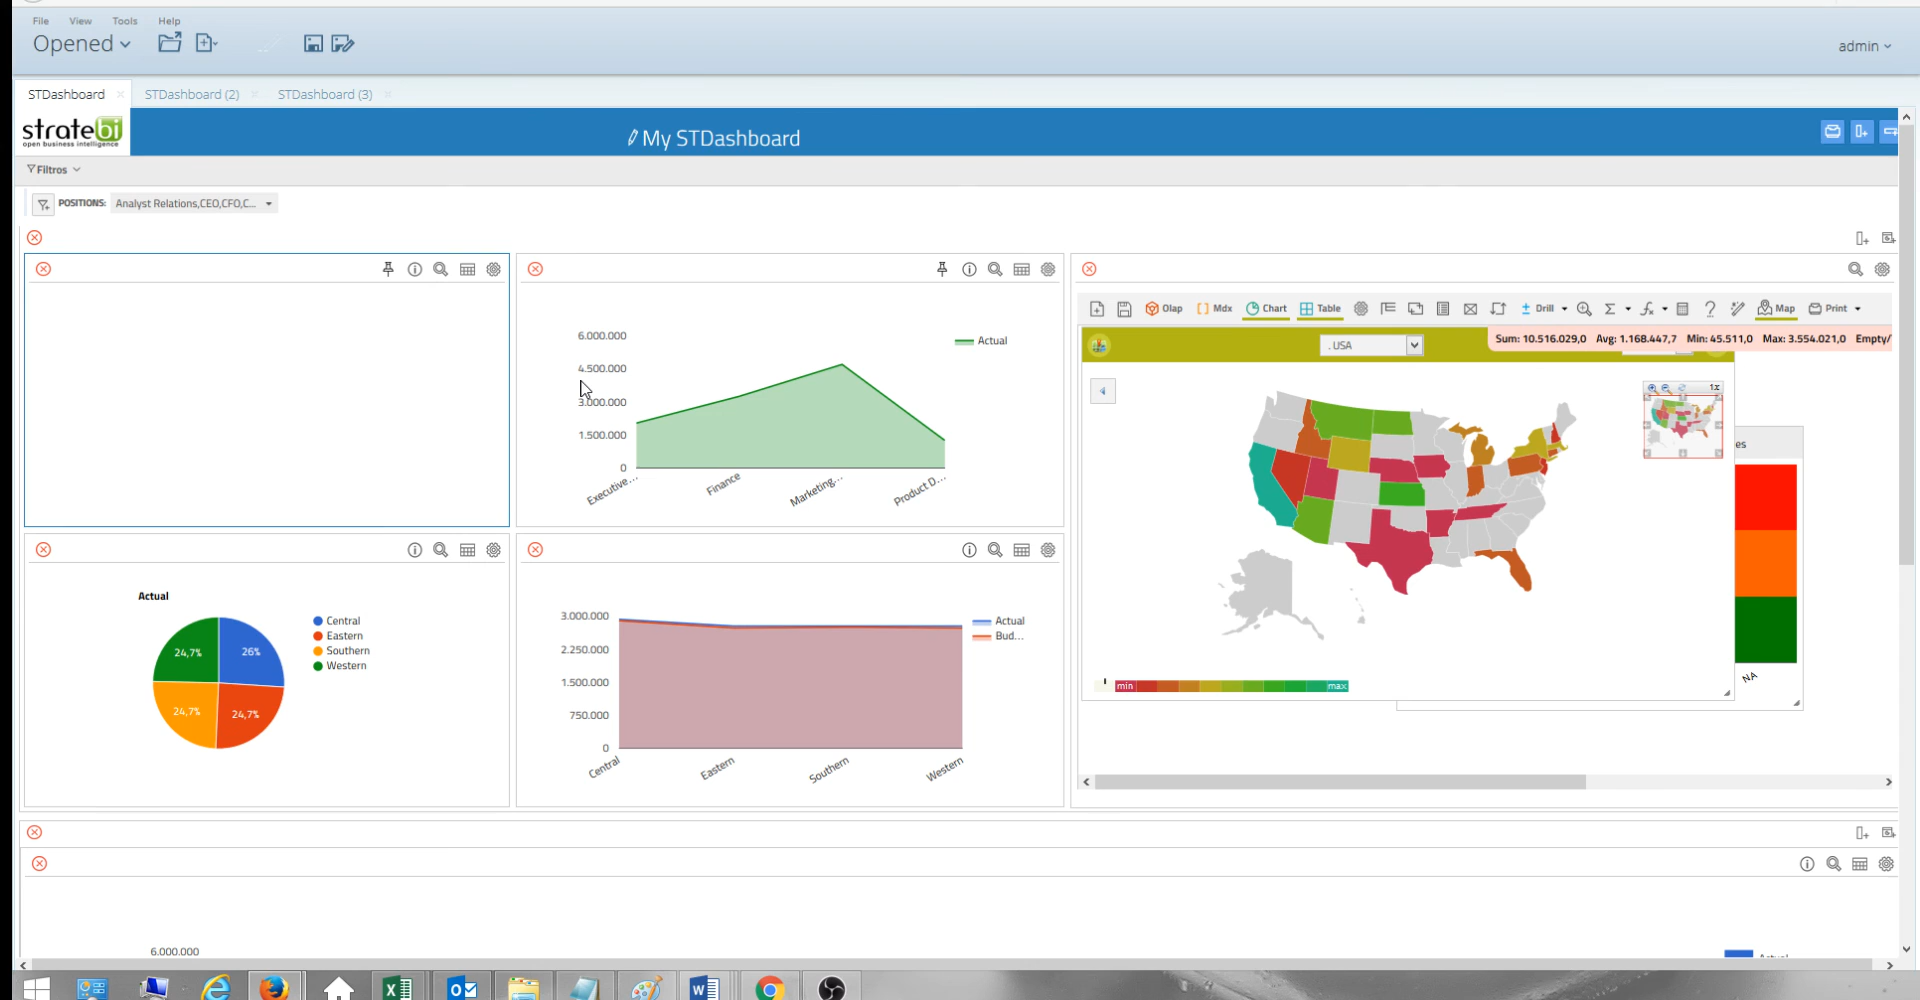 File View Tools Help
Opened
admin
STDashboard STDashboard (2) STDashboard (3)
stratebi
open business intelligence
My STDashboard
Filtros
POSITIONS: Analyst Relations,CEO,CFO,C...
6.000.000
4.500.000
3.000.000
1.500.000
0
Executive...
Finance
Marketing...
Product D...
Actual
Olap Mdx Chart Table Drill Σ fx ? Map Print
. USA
Sum: 10.516.029,0 Avg: 1.168.447,7 Min: 45.511,0 Max: 3.554.021,0 Empty/
1x
es
NA
min
max
Actual
26%
24,7%
24,7%
24,7%
Central
Eastern
Southern
Western
3.000.000
2.250.000
1.500.000
750.000
0
Central
Eastern
Southern
Western
Actual
Bud...
6.000.000